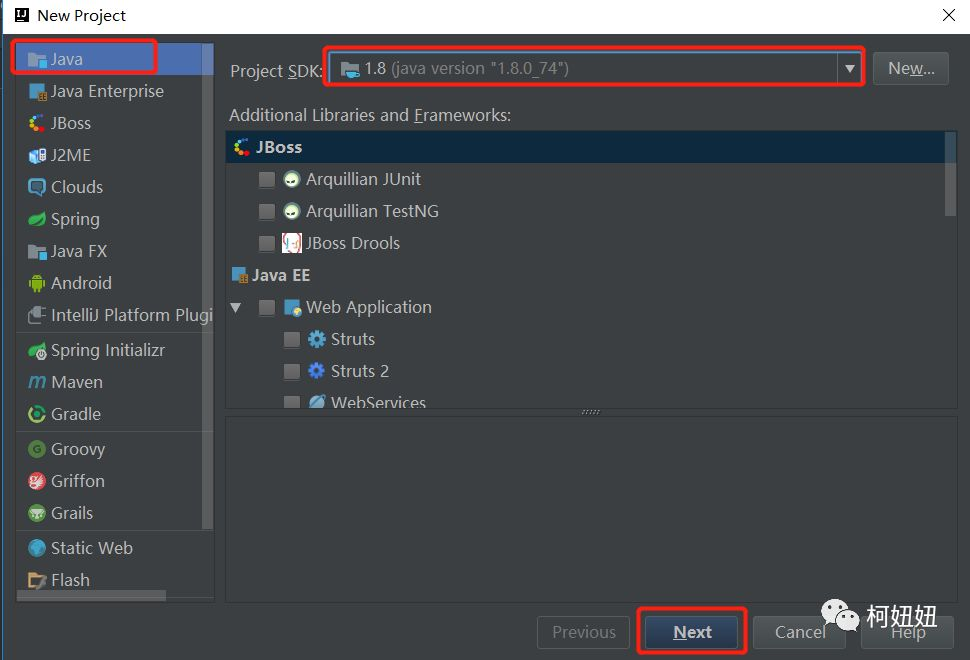 New Project
Java
Java Enterprise
JBoss
J2ME
Clouds
Spring
Java FX
Android
IntelliJ Platform Plugi
Spring Initializr
Maven
Gradle
Groovy
Griffon
Grails
Static Web
Flash
Project SDK:
1.8 (java version "1.8.0_74")
New...
Additional Libraries and Frameworks:
JBoss
Arquillian JUnit
Arquillian TestNG
JBoss Drools
Java EE
Web Application
Struts
Struts 2
WebServices
Previous
Next
Cancel
Help
柯妞妞